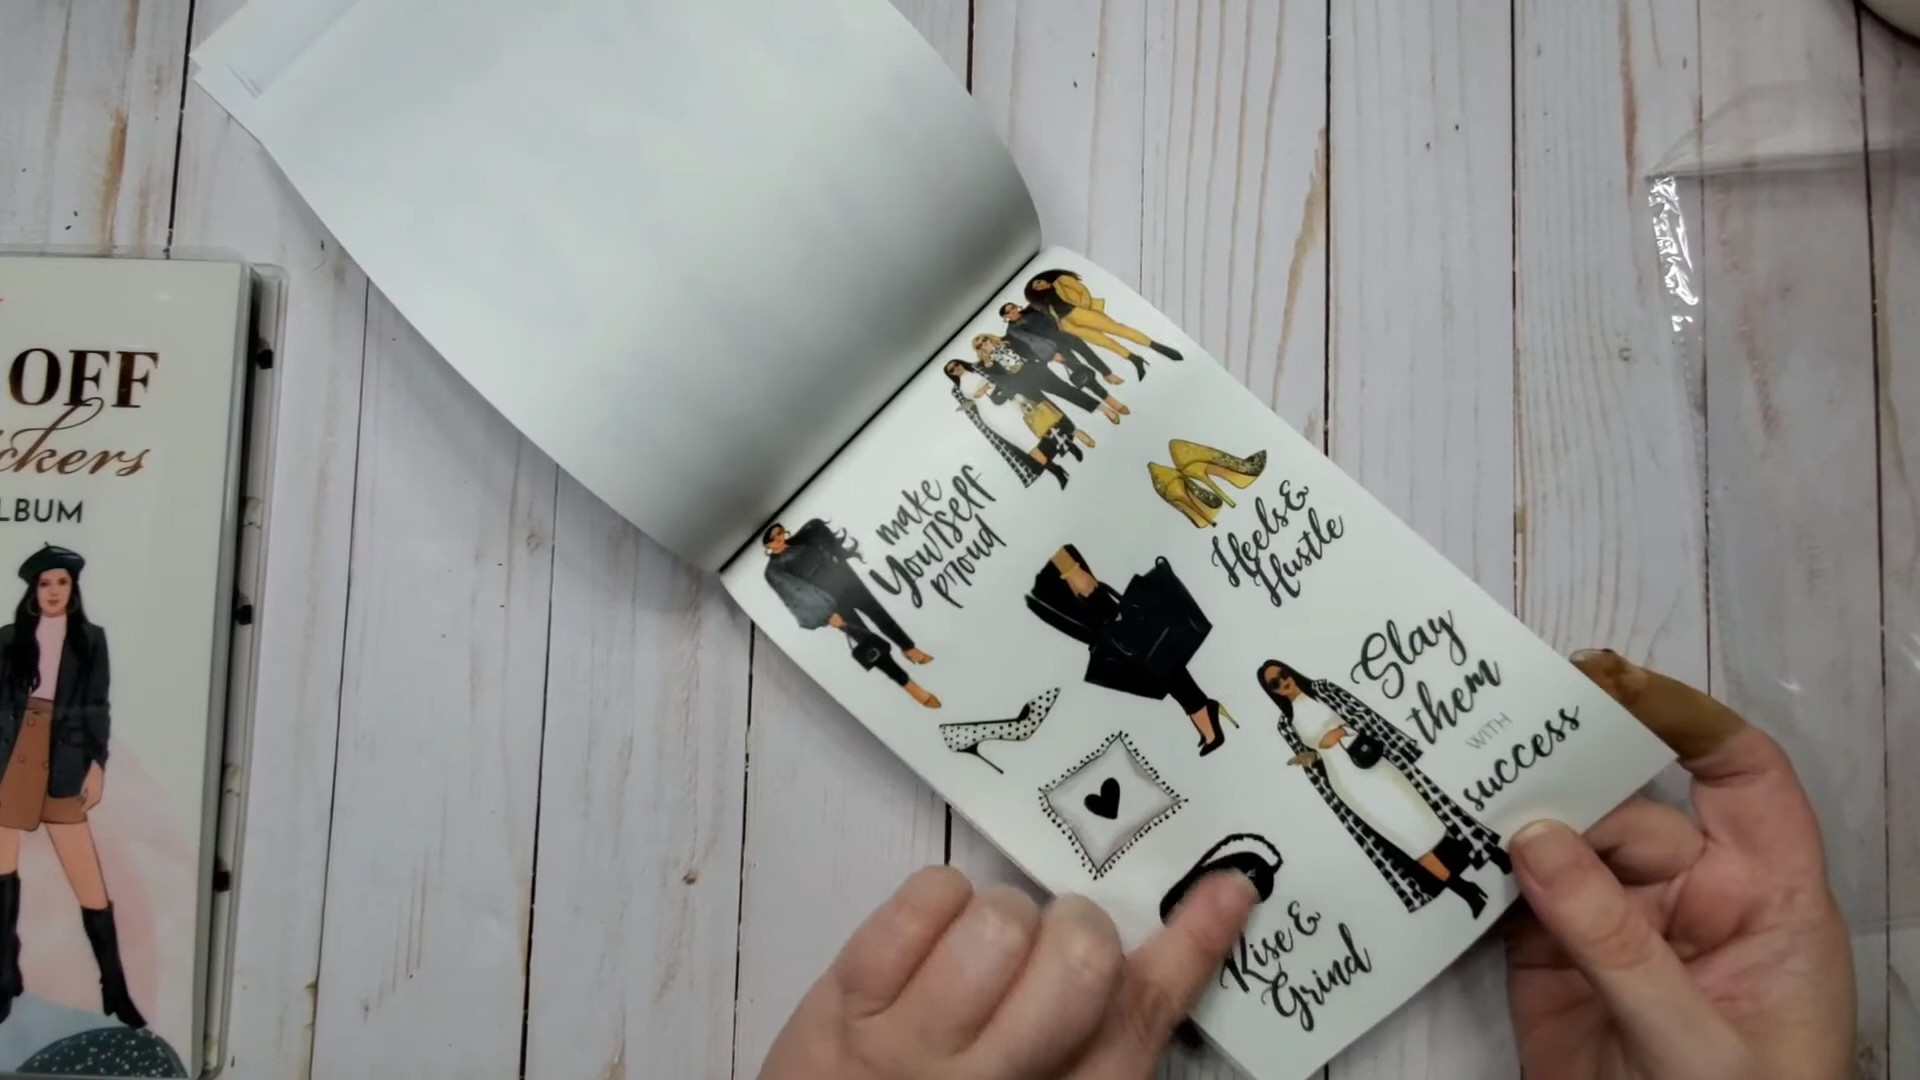 OFF
ckers
LBUM
make
Yourself
proud
Heels &
Hustle
Slay
them
WITH
success
Rise &
Grind